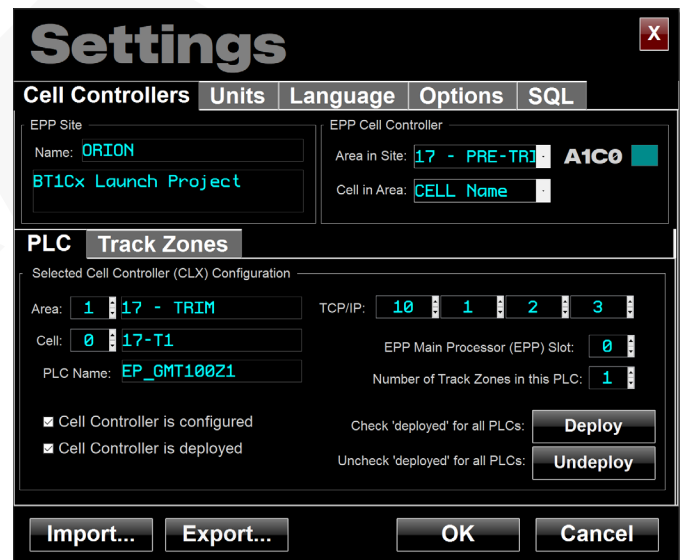 Settings
X
Cell Controllers Units Language Options SQL
EPP Site
Name: ORION
BT1Cx Launch Project
EPP Cell Controller
Area in Site: 17 - PRE-TRI A1C0
Cell in Area: CELL Name
PLC Track Zones
Selected Cell Controller (CLX) Configuration
Area: 1 17 - TRIM
TCP/IP: 10 1 2 3
Cell: 0 17-T1
EPP Main Processor (EPP) Slot: 0
PLC Name: EP_GMT100Z1
Number of Track Zones in this PLC: 1
Cell Controller is configured
Check 'deployed' for all PLCs: Deploy
Cell Controller is deployed
Uncheck 'deployed' for all PLCs: Undeploy
Import... Export... OK Cancel